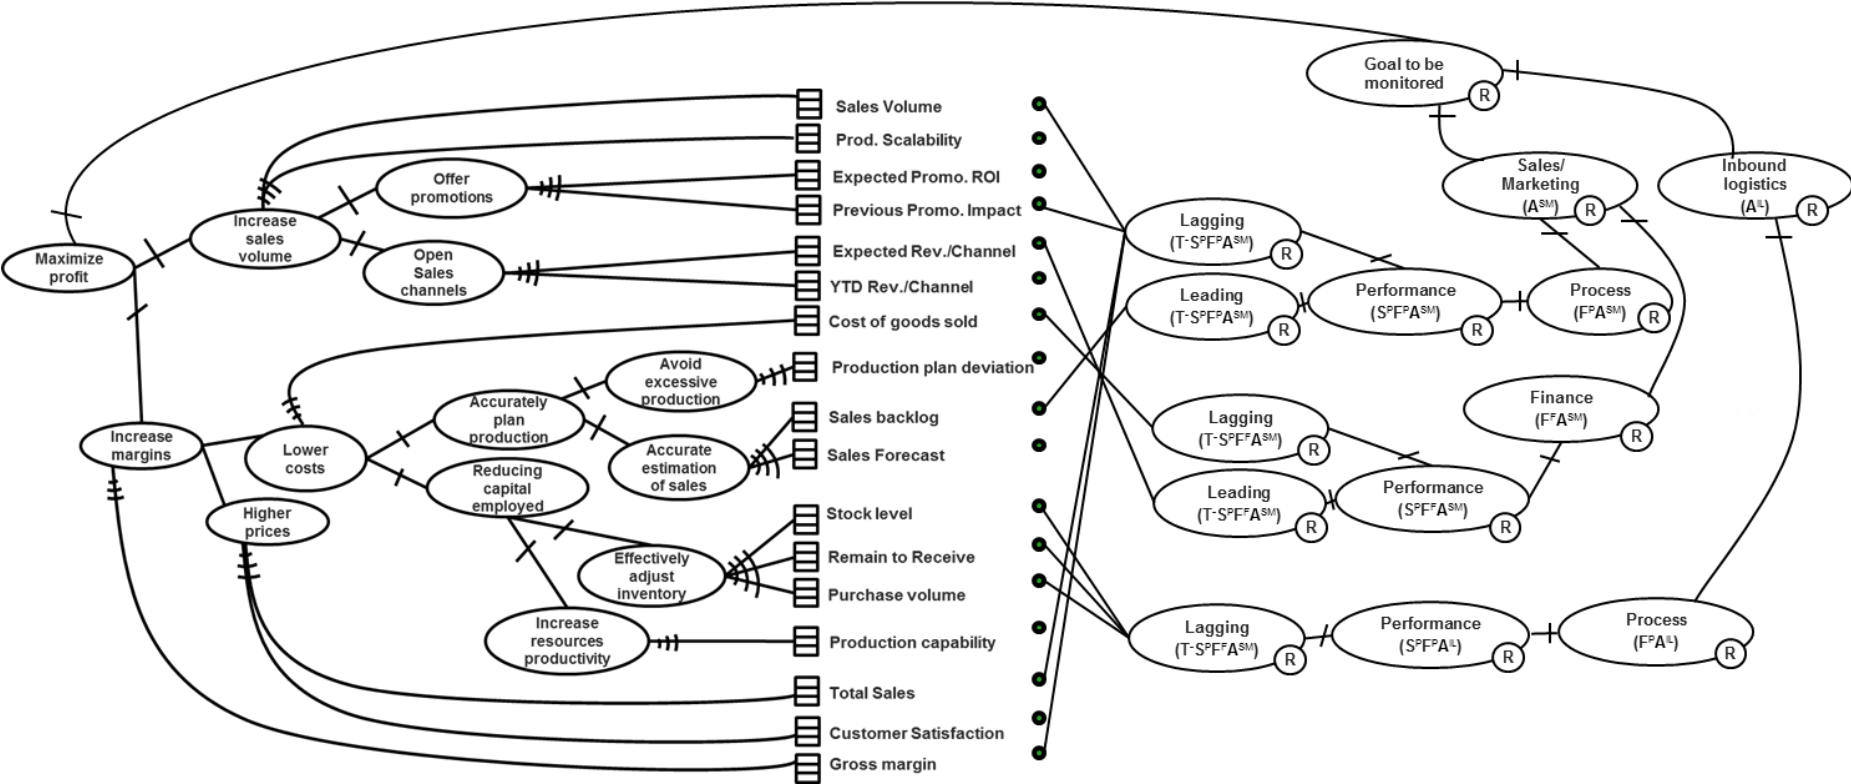 Goal to be
monitored
R
Sales Volume
Prod. Scalability
Expected Promo. ROI
Previous Promo. Impact
Expected Rev./Channel
YTD Rev./Channel
Cost of goods sold
Production plan deviation
Sales backlog
Sales Forecast
Stock level
Remain to Receive
Purchase volume
Production capability
Total Sales
Customer Satisfaction
Gross margin
Maximize
profit
Increase
sales
volume
Offer
promotions
Open
Sales
channels
Increase
margins
Lower
costs
Higher
prices
Accurately
plan
production
Avoid
excessive
production
Accurate
estimation
of sales
Reducing
capital
employed
Effectively
adjust
inventory
Increase
resources
productivity
Sales/
Marketing
(ASM)
R
Inbound
logistics
(AIL)
R
Lagging
(T-SPFPASM)
R
Leading
(T-SPFPASM)
R
Performance
(SPFPASM)
R
Process
(FPASM)
R
Lagging
(T-SPFFASM)
R
Leading
(T-SPFFASM)
R
Performance
(SPFFASM)
R
Finance
(FFASM)
R
Lagging
(T-SPFFASM)
R
Performance
(SPFPAIL)
R
Process
(FPAIL)
R